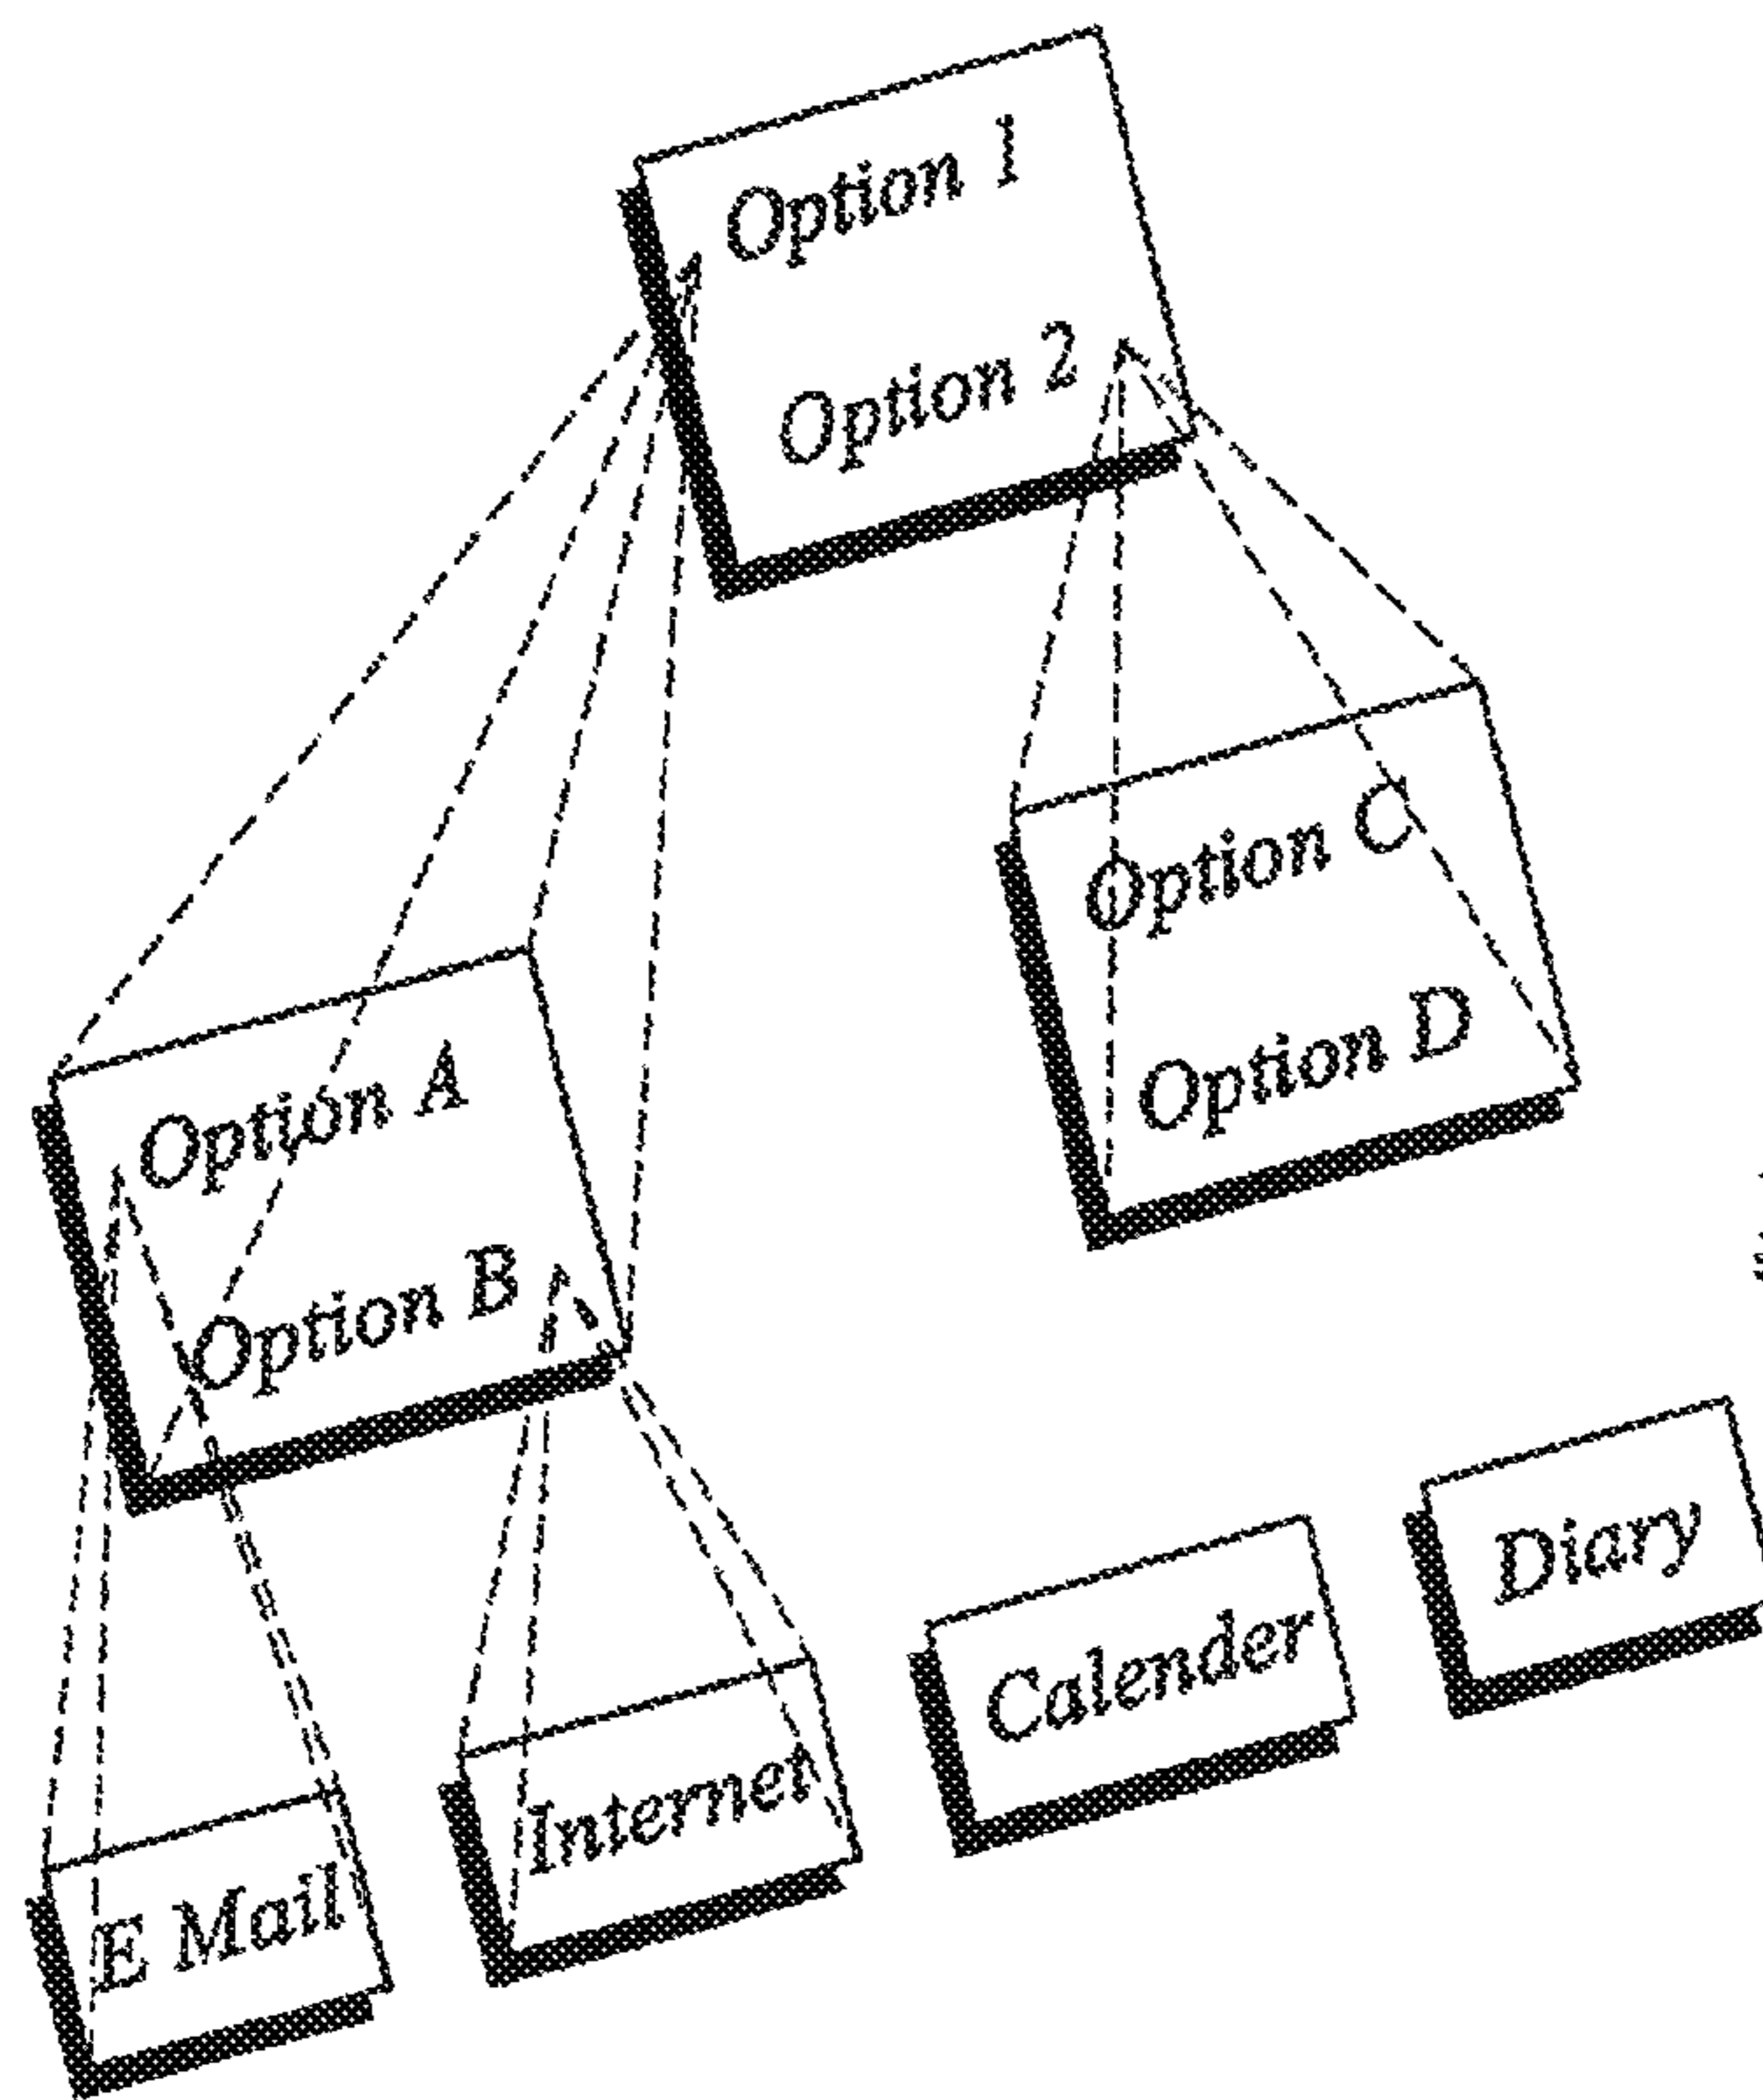 Option 1
Option 2
Option C
Option D
Option A
Option B
E Mail
Internet
Calender
Diary